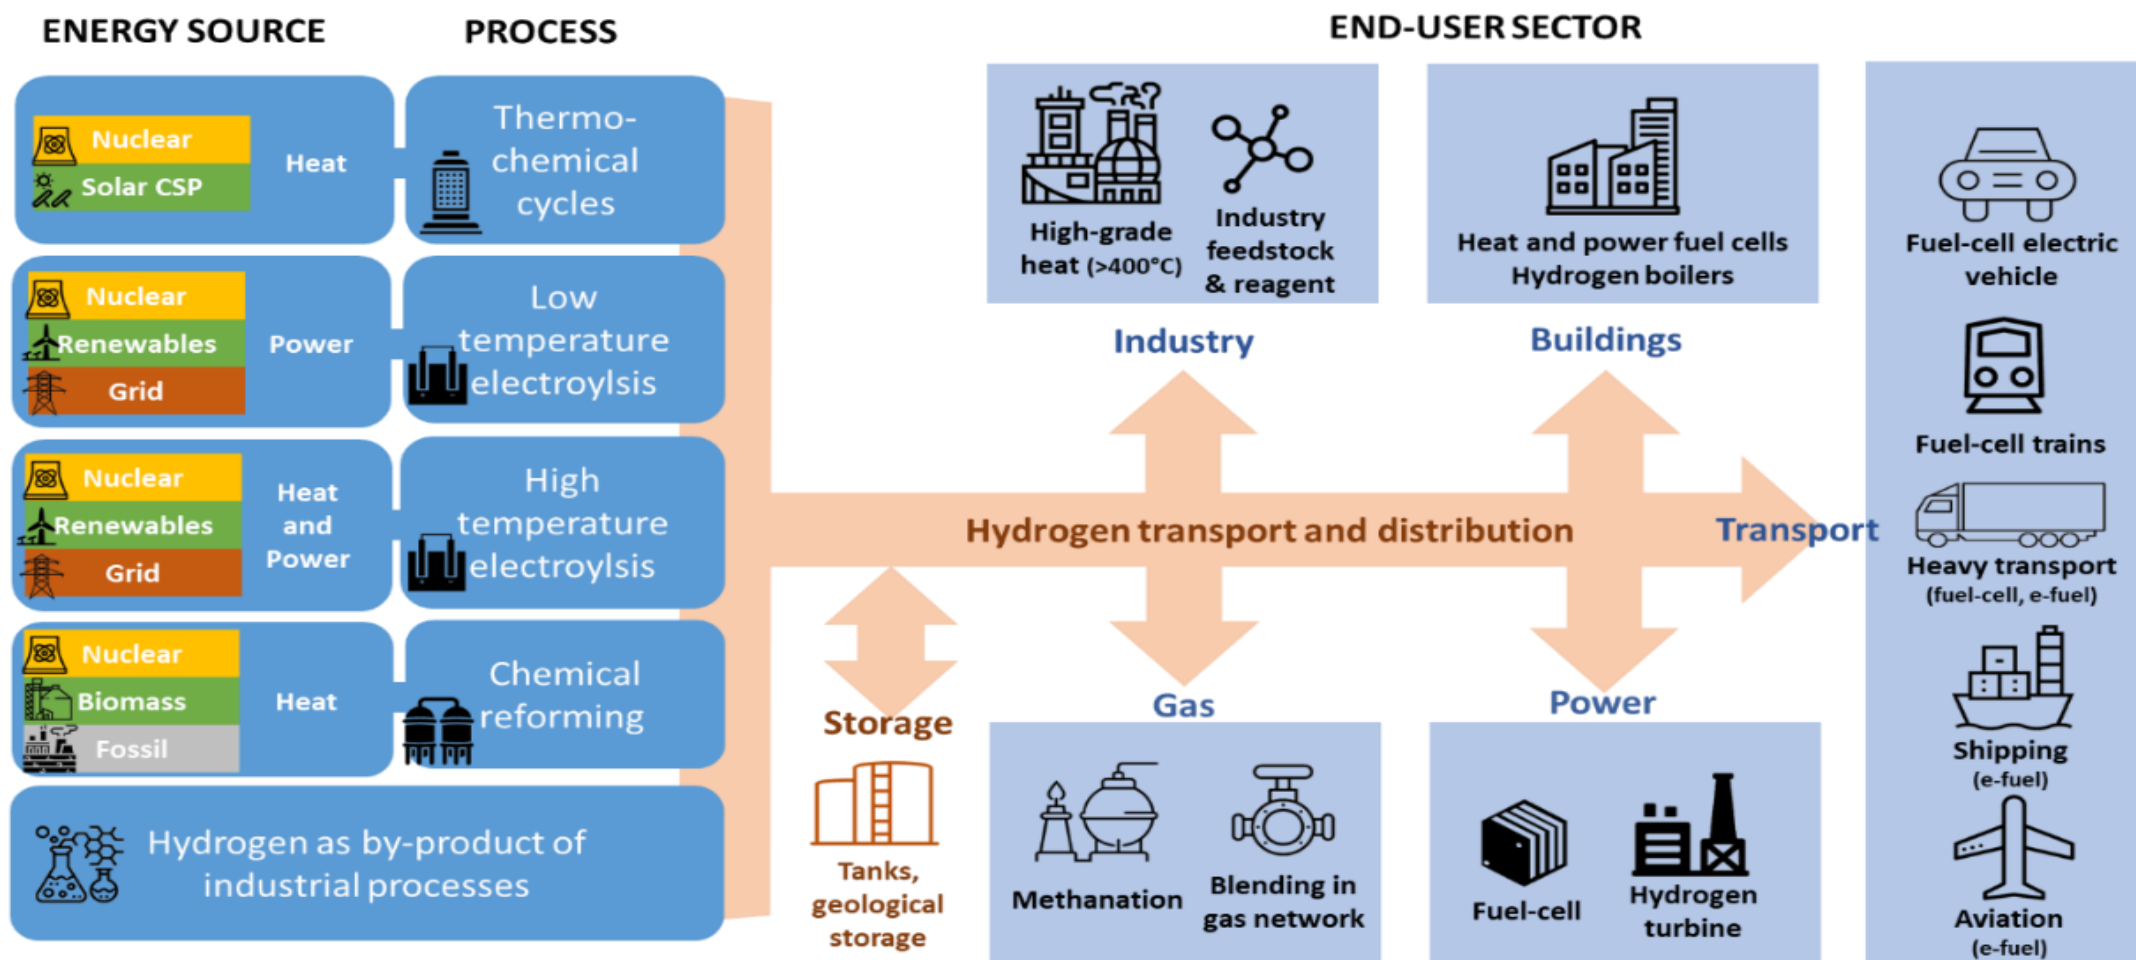 ENERGY SOURCE
PROCESS
END-USER SECTOR
Nuclear
Solar CSP
Heat
Thermo-
chemical
cycles
Nuclear
Renewables
Grid
Power
Low
temperature
electroylsis
Nuclear
Renewables
Grid
Heat
and
Power
High
temperature
electroylsis
Nuclear
Biomass
Fossil
Heat
Chemical
reforming
Hydrogen as by-product of
industrial processes
Hydrogen transport and distribution
Storage
Tanks,
geological
storage
High-grade
heat (>400°C)
Industry
feedstock
& reagent
Industry
Heat and power fuel cells
Hydrogen boilers
Buildings
Gas
Methanation
Blending in
gas network
Power
Fuel-cell
Hydrogen
turbine
Transport
Fuel-cell electric
vehicle
Fuel-cell trains
Heavy transport
(fuel-cell, e-fuel)
Shipping
(e-fuel)
Aviation
(e-fuel)